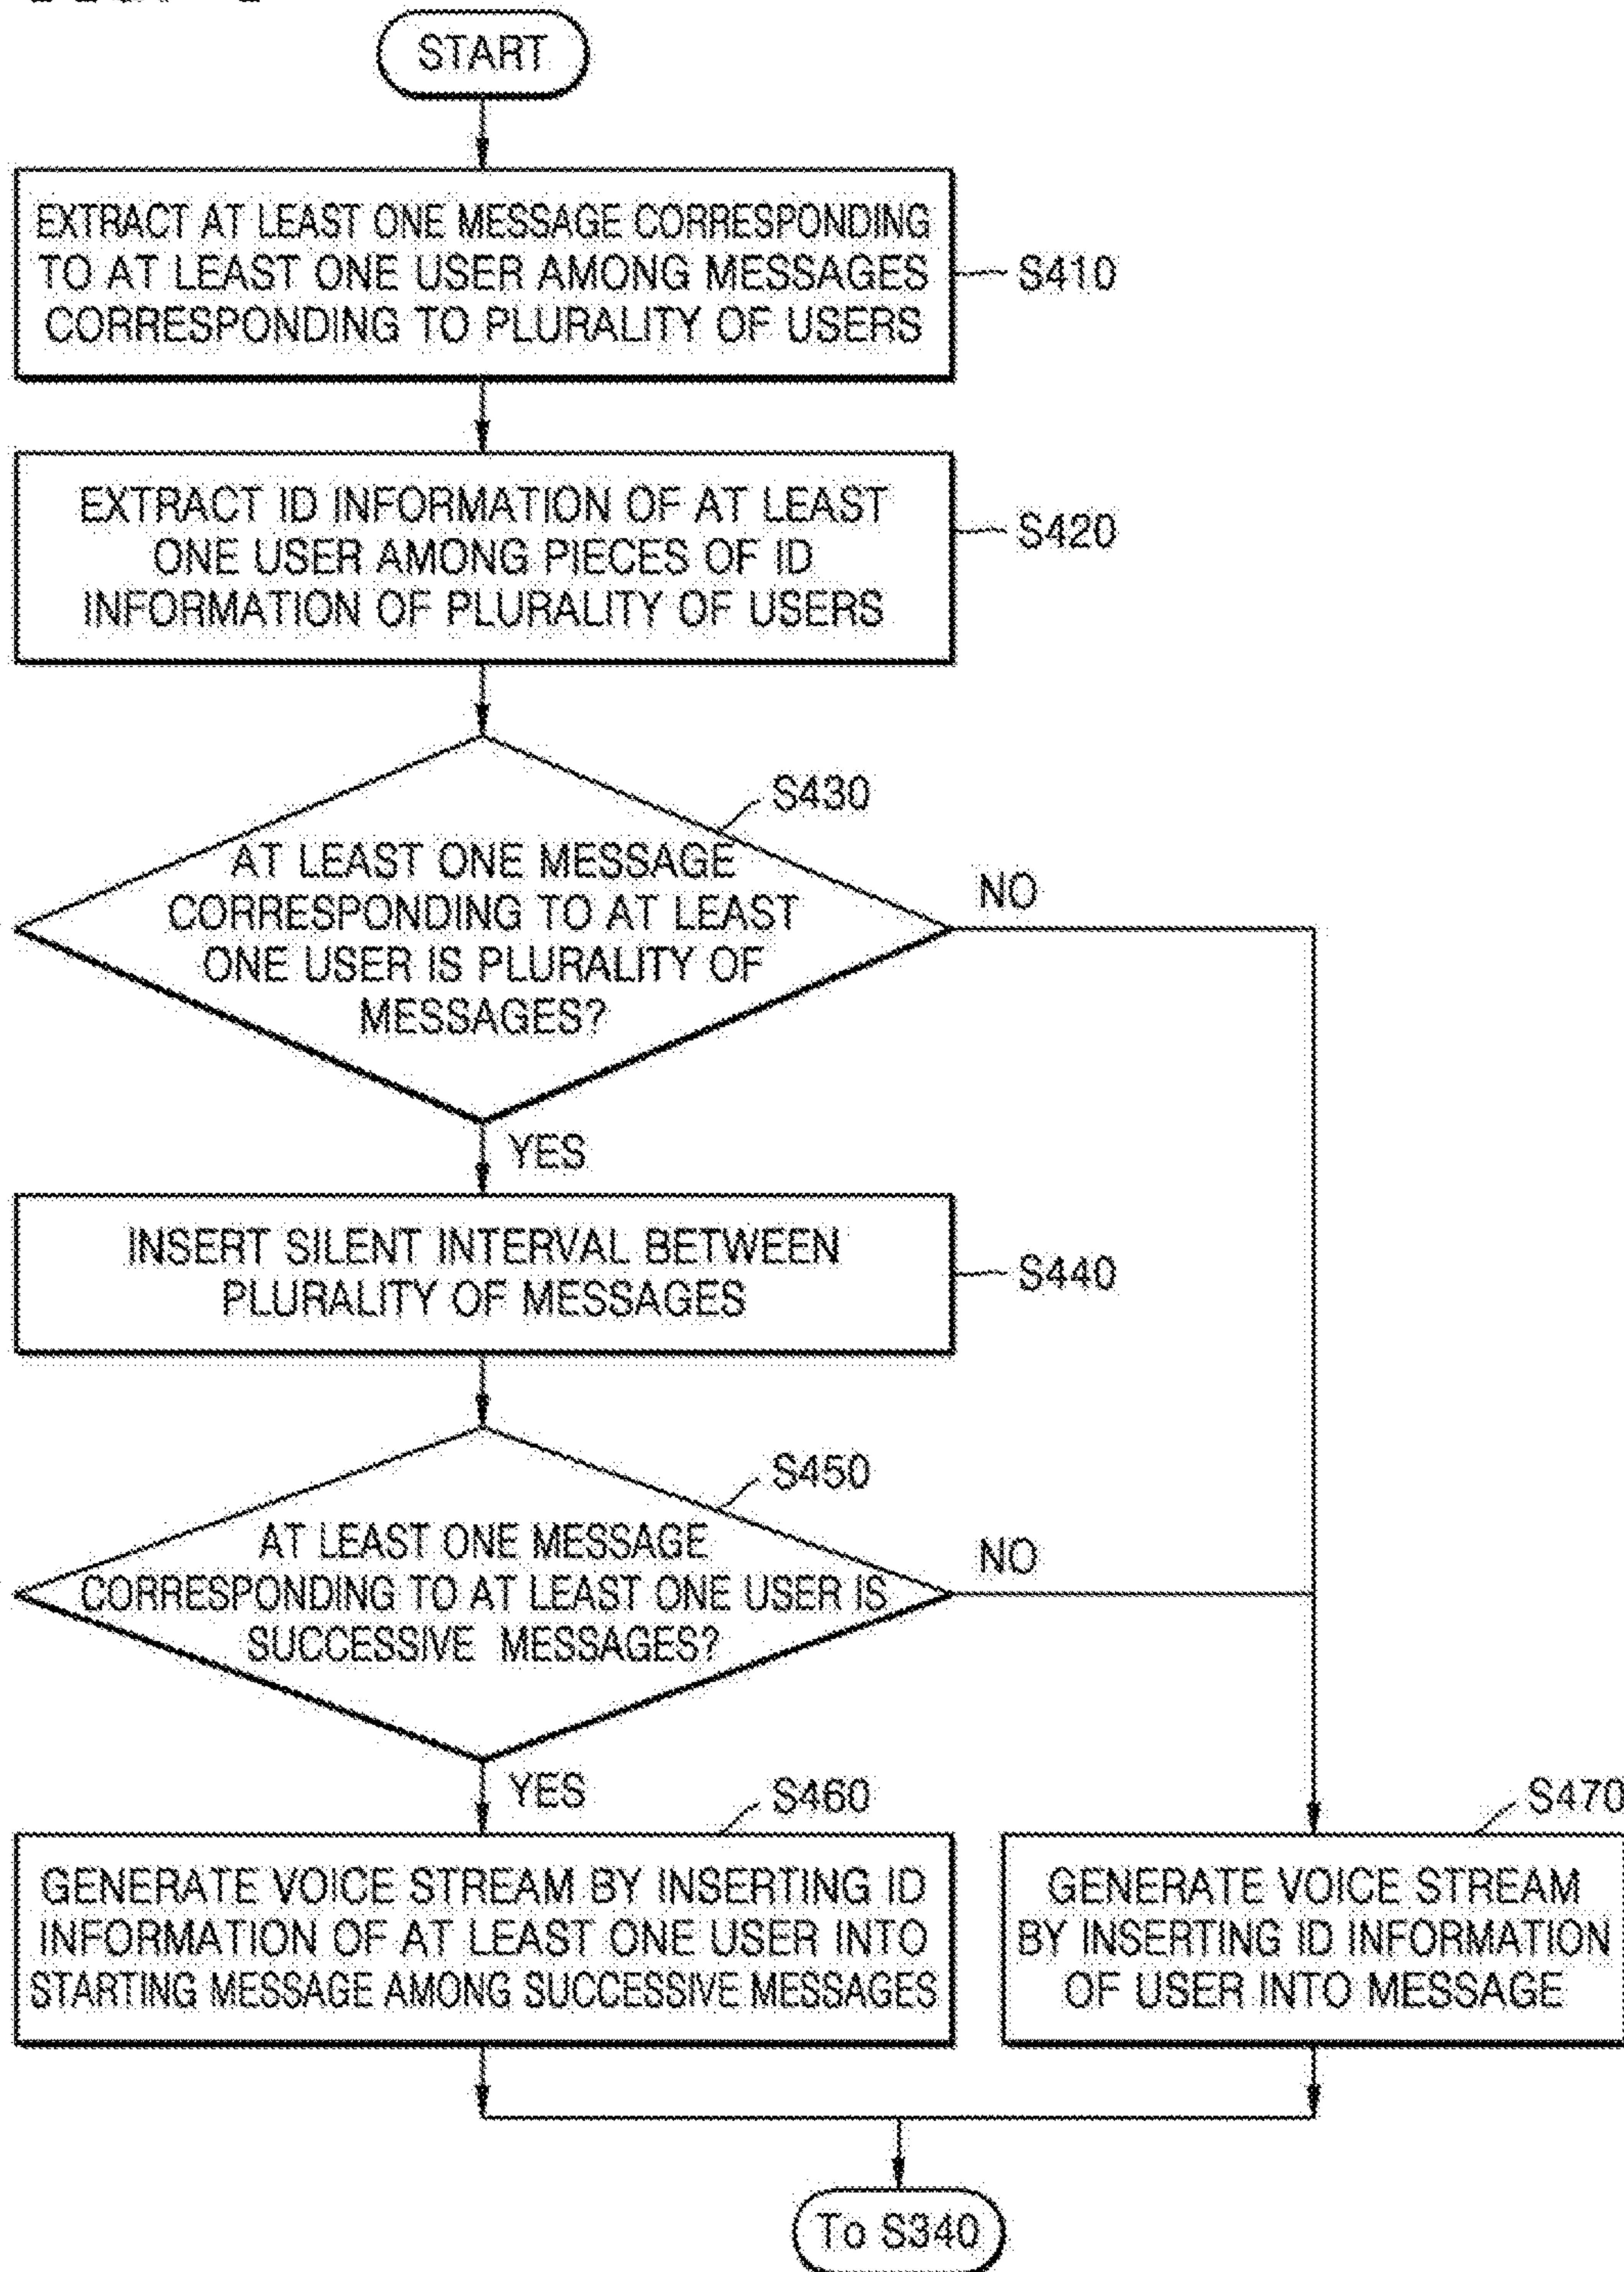 START
EXTRACT AT LEAST ONE MESSAGE CORRESPONDING
TO AT LEAST ONE USER AMONG MESSAGES
CORRESPONDING TO PLURALITY OF USERS
S410
EXTRACT ID INFORMATION OF AT LEAST
ONE USER AMONG PIECES OF ID
INFORMATION OF PLURALITY OF USERS
S420
S430
AT LEAST ONE MESSAGE
CORRESPONDING TO AT LEAST
ONE USER IS PLURALITY OF
MESSAGES?
NO
YES
INSERT SILENT INTERVAL BETWEEN
PLURALITY OF MESSAGES
S440
S450
AT LEAST ONE MESSAGE
CORRESPONDING TO AT LEAST ONE USER IS
SUCCESSIVE MESSAGES?
NO
YES
S460
GENERATE VOICE STREAM BY INSERTING ID
INFORMATION OF AT LEAST ONE USER INTO
STARTING MESSAGE AMONG SUCCESSIVE MESSAGES
S470
GENERATE VOICE STREAM
BY INSERTING ID INFORMATION
OF USER INTO MESSAGE
To S340